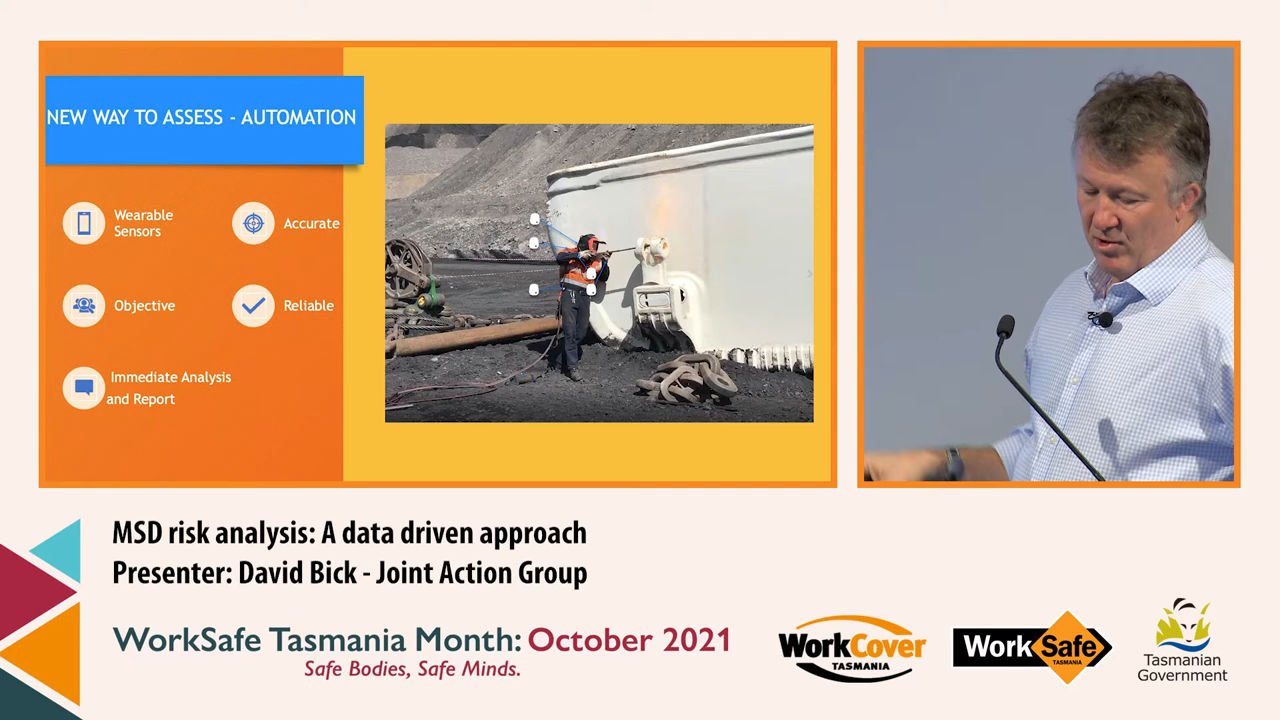 NEW WAY TO ASSESS - AUTOMATION
Wearable
Sensors
Accurate
Objective
Reliable
Immediate Analysis
and Report
MSD risk analysis: A data driven approach
Presenter: David Bick - Joint Action Group
WorkSafe Tasmania Month: October 2021
Safe Bodies, Safe Minds.
WorkCover
TASMANIA
WorkSafe
TASMANIA
Tasmanian
Government